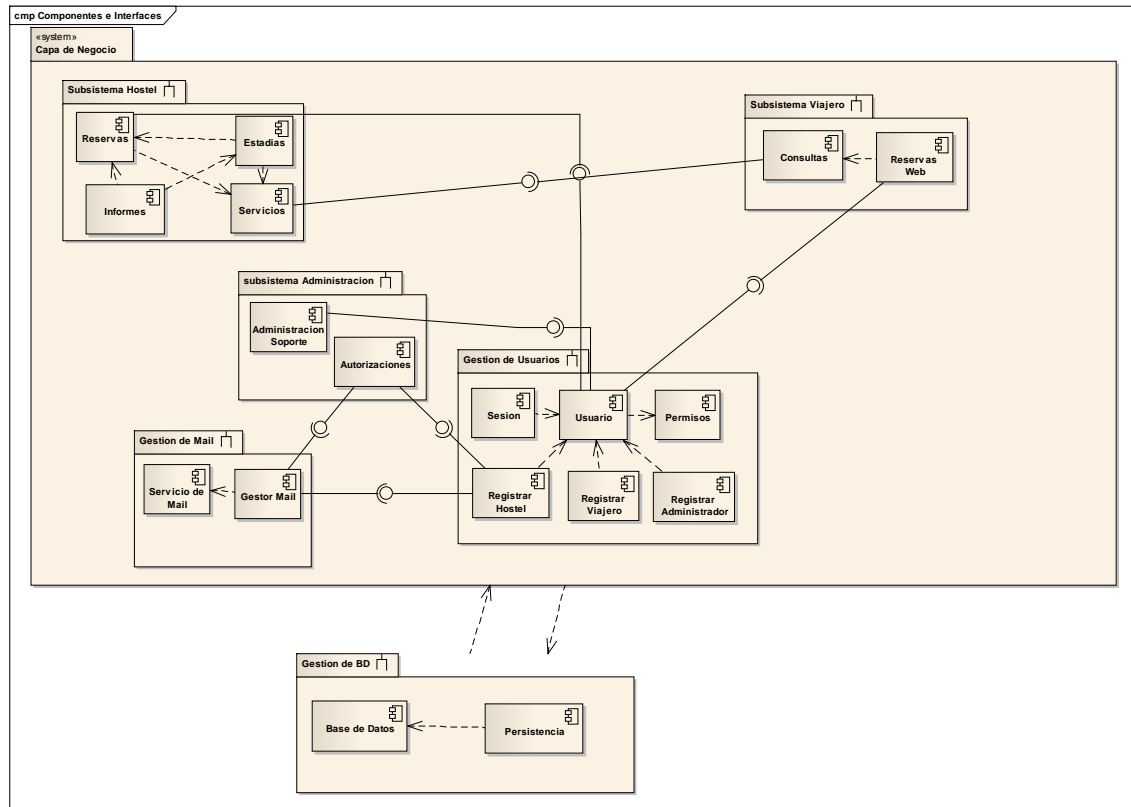 cmp Componentes e Interfaces
«system»
Capa de Negocio
Subsistema Hostel
Reservas
Estadias
Informes
Servicios
Subsistema Viajero
Consultas
Reservas
Web
subsistema Administracion
Administracion
Soporte
Autorizaciones
Gestion de Usuarios
Sesion
Usuario
Permisos
Registrar
Hostel
Registrar
Viajero
Registrar
Administrador
Gestion de Mail
Servicio de
Mail
Gestor Mail
Gestion de BD
Base de Datos
Persistencia